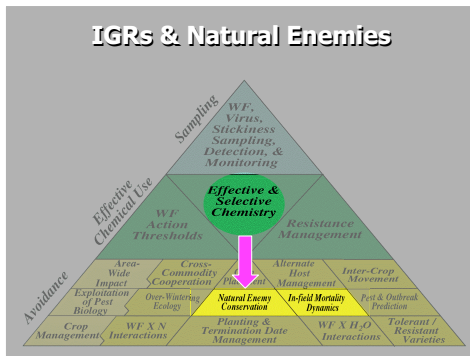 IGRs & Natural Enemies
Sampling
WF,
Virus,
Stickiness
Sampling,
Detection, &
Monitoring
Effective
Chemical Use
WF
Action
Thresholds
Effective &
Selective
Chemistry
Resistance
Management
Avoidance
Area-
Wide
Impact
Cross-
Commodity
Cooperation
Alternate
Host
Management
Inter-Crop
Movement
Exploitation
of Pest
Biology
Over-Wintering
Ecology
Natural Enemy
Conservation
In-field Mortality
Dynamics
Pest & Outbreak
Prediction
Crop
Management
WF X N
Interactions
Planting &
Termination Date
Management
WF X H2O
Interactions
Tolerant /
Resistant
Varieties